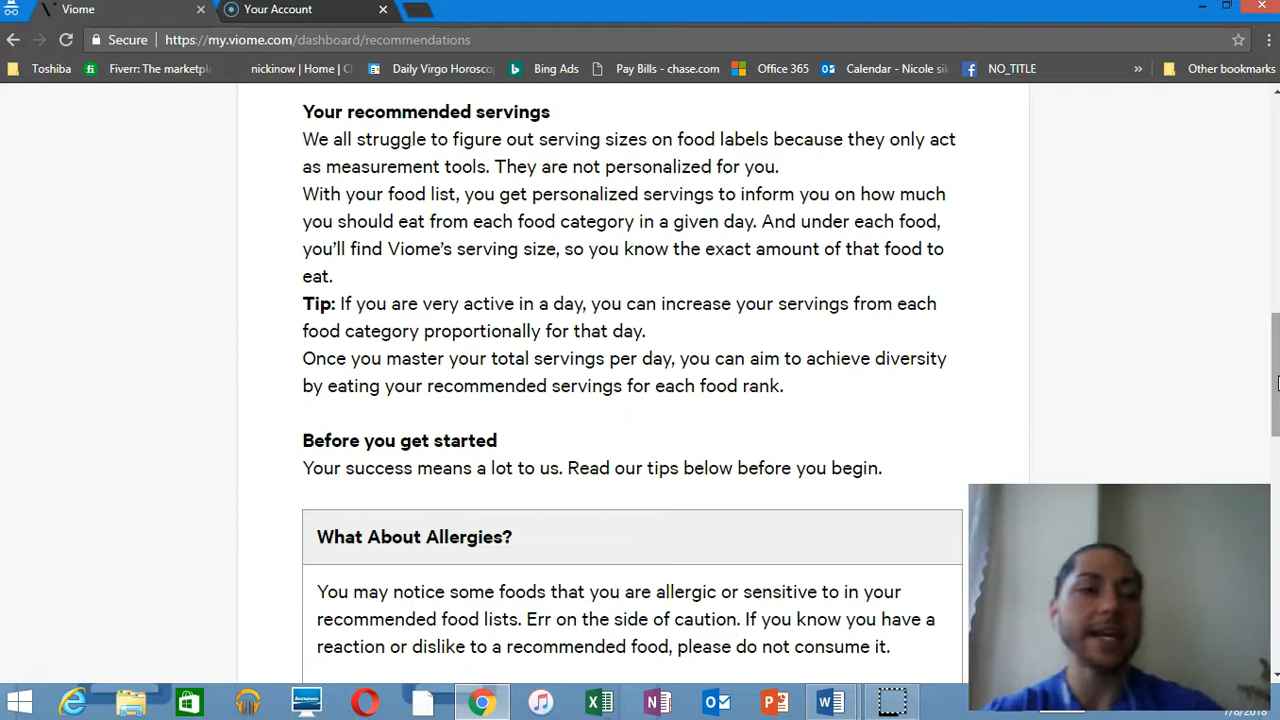 Viome
Your Account
Secure https://my.viome.com/dashboard/recommendations
Toshiba Fiverr: The marketpla nickinow | Home | C Daily Virgo Horosco Bing Ads Pay Bills - chase.com Office 365 Calendar - Nicole sil NO_TITLE » Other bookmarks
Your recommended servings
We all struggle to figure out serving sizes on food labels because they only act
as measurement tools. They are not personalized for you.
With your food list, you get personalized servings to inform you on how much
you should eat from each food category in a given day. And under each food,
you'll find Viome's serving size, so you know the exact amount of that food to
eat.
Tip: If you are very active in a day, you can increase your servings from each
food category proportionally for that day.
Once you master your total servings per day, you can aim to achieve diversity
by eating your recommended servings for each food rank.
Before you get started
Your success means a lot to us. Read our tips below before you begin.
What About Allergies?
You may notice some foods that you are allergic or sensitive to in your
recommended food lists. Err on the side of caution. If you know you have a
reaction or dislike to a recommended food, please do not consume it.
7/8/2018